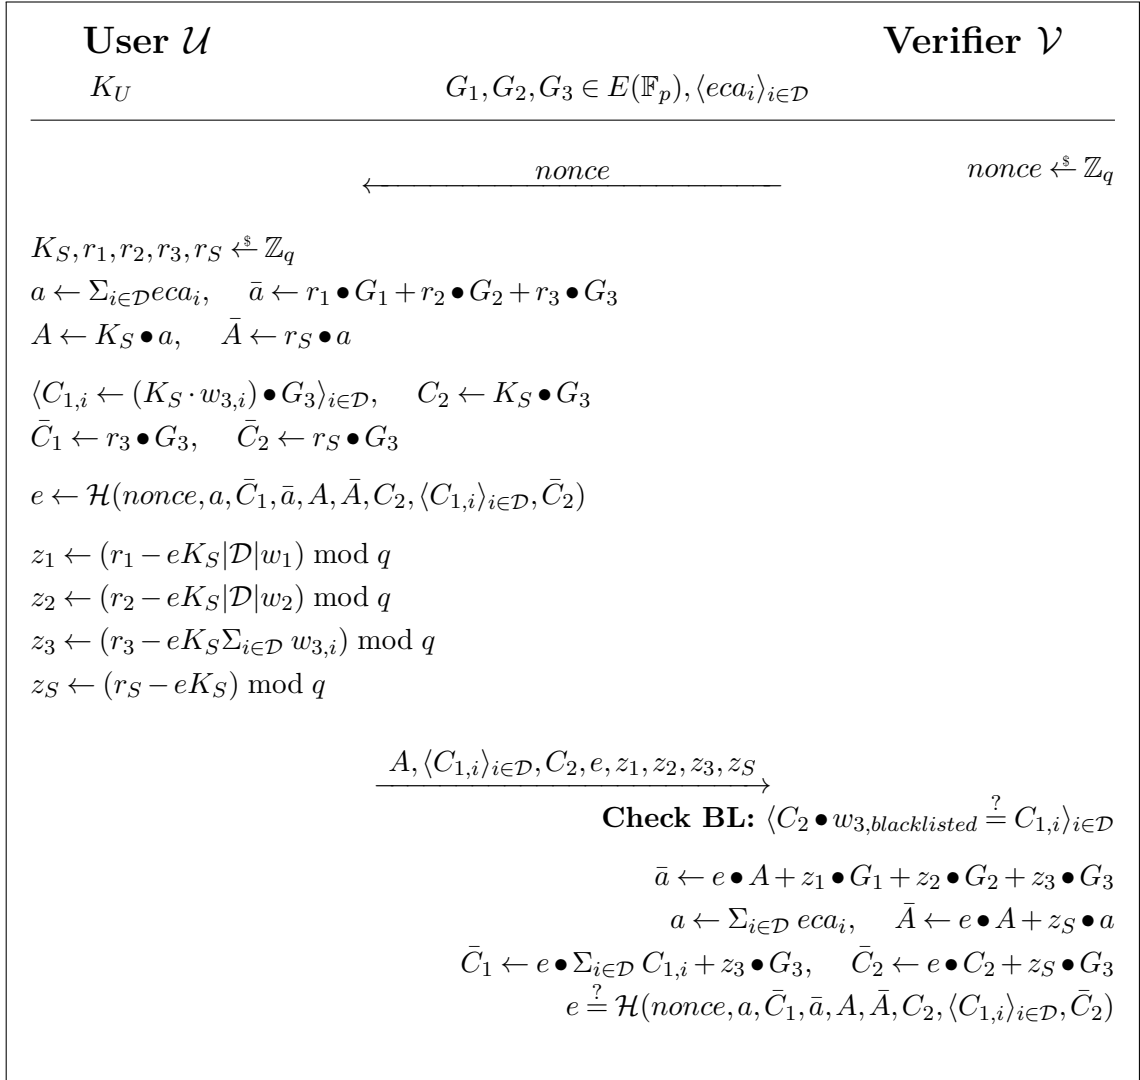 User 𝒰 Verifier 𝒱
K_U G_1, G_2, G_3 ∈ E(𝔽_p), ⟨eca_i⟩_{i∈𝒟}
nonce nonce ←$ ℤ_q
K_S, r_1, r_2, r_3, r_S ←$ ℤ_q
a ← Σ_{i∈𝒟} eca_i, ā ← r_1 • G_1 + r_2 • G_2 + r_3 • G_3
A ← K_S • a, Ā ← r_S • a
⟨C_{1,i} ← (K_S · w_{3,i}) • G_3⟩_{i∈𝒟}, C_2 ← K_S • G_3
C̄_1 ← r_3 • G_3, C̄_2 ← r_S • G_3
e ← ℋ(nonce, a, C̄_1, ā, A, Ā, C_2, ⟨C_{1,i}⟩_{i∈𝒟}, C̄_2)
z_1 ← (r_1 − eK_S|𝒟|w_1) mod q
z_2 ← (r_2 − eK_S|𝒟|w_2) mod q
z_3 ← (r_3 − eK_SΣ_{i∈𝒟} w_{3,i}) mod q
z_S ← (r_S − eK_S) mod q
A, ⟨C_{1,i}⟩_{i∈𝒟}, C_2, e, z_1, z_2, z_3, z_S
Check BL: ⟨C_2 • w_{3,blacklisted} ≟ C_{1,i}⟩_{i∈𝒟}
ā ← e • A + z_1 • G_1 + z_2 • G_2 + z_3 • G_3
a ← Σ_{i∈𝒟} eca_i, Ā ← e • A + z_S • a
C̄_1 ← e • Σ_{i∈𝒟} C_{1,i} + z_3 • G_3, C̄_2 ← e • C_2 + z_S • G_3
e ≟ ℋ(nonce, a, C̄_1, ā, A, Ā, C_2, ⟨C_{1,i}⟩_{i∈𝒟}, C̄_2)